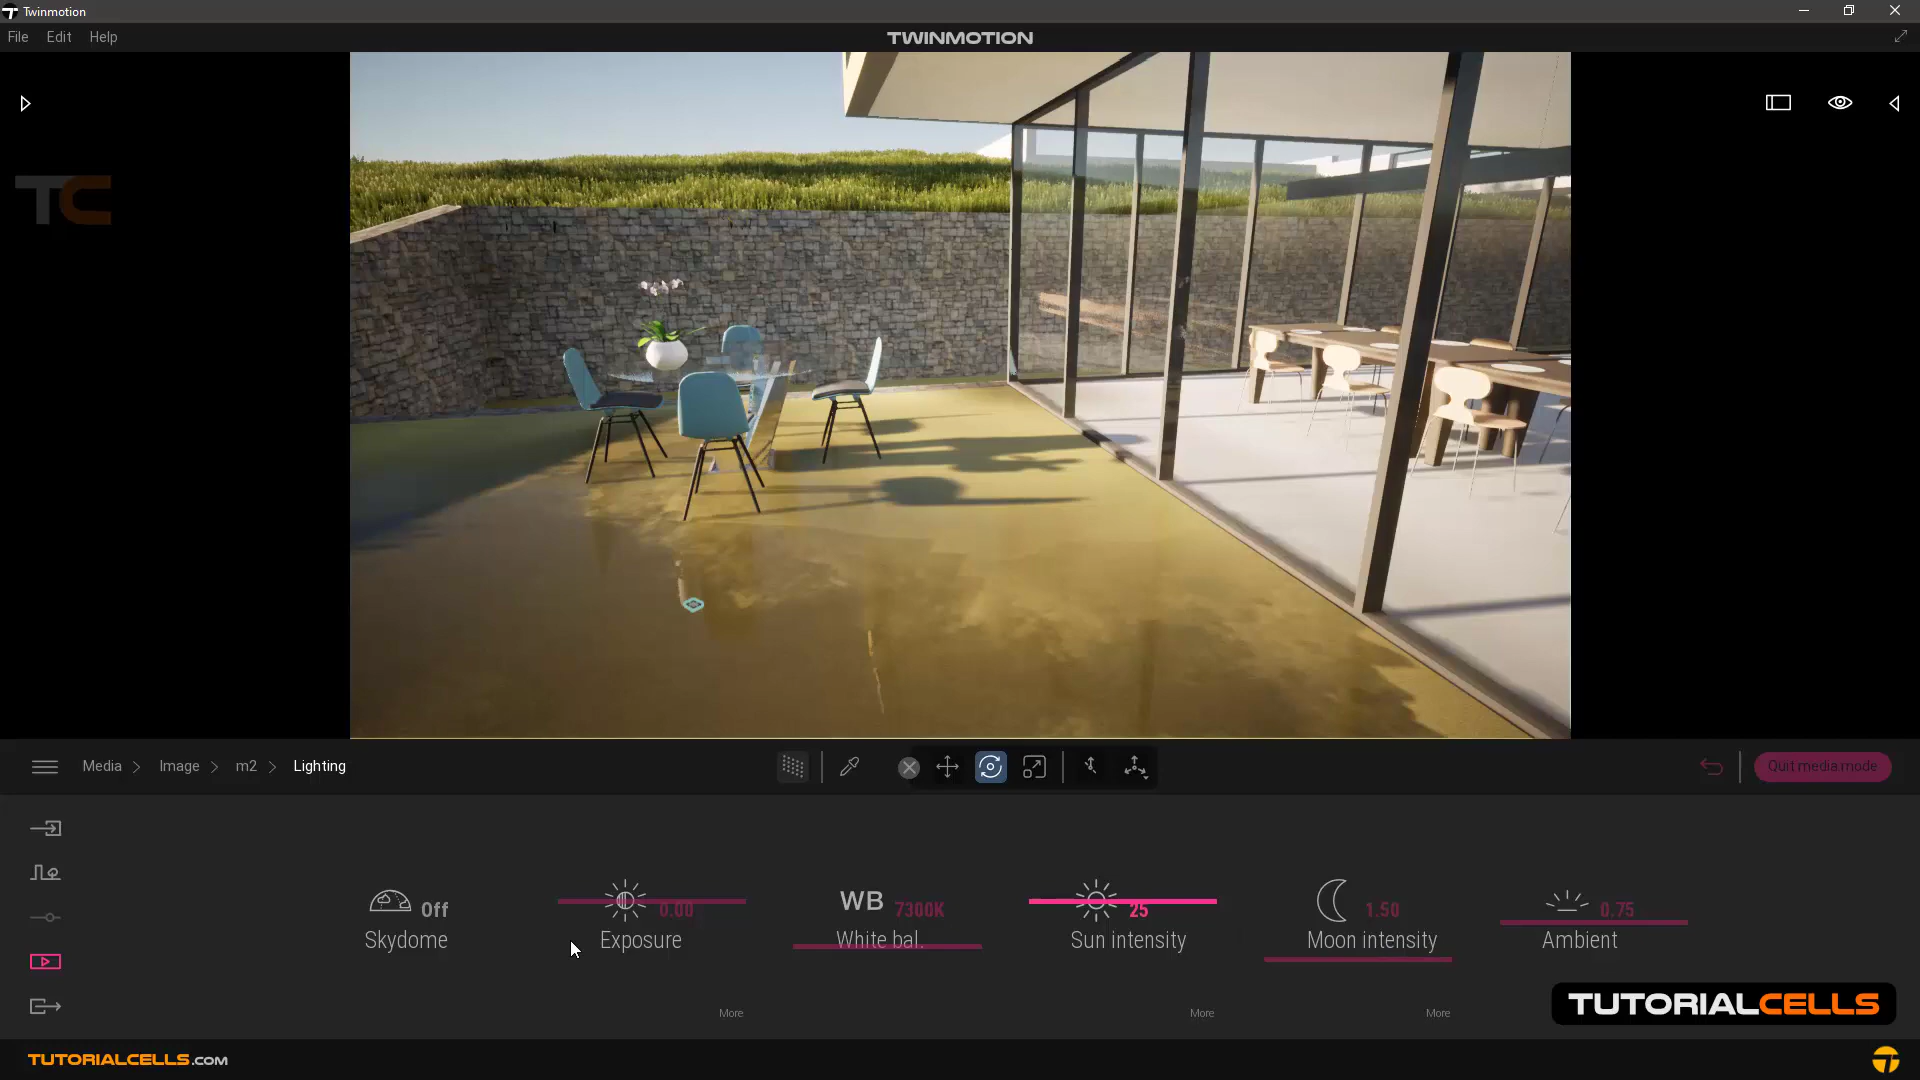 Twinmotion
File Edit Help
TWINMOTION
TC
Media Image m2 Lighting
Quit media mode
Off
Skydome
0.00
Exposure
WB 7300K
White bal.
25
Sun intensity
1.50
Moon intensity
0.75
Ambient
More
More
More
TUTORIALCELLS
TUTORIALCELLS.COM